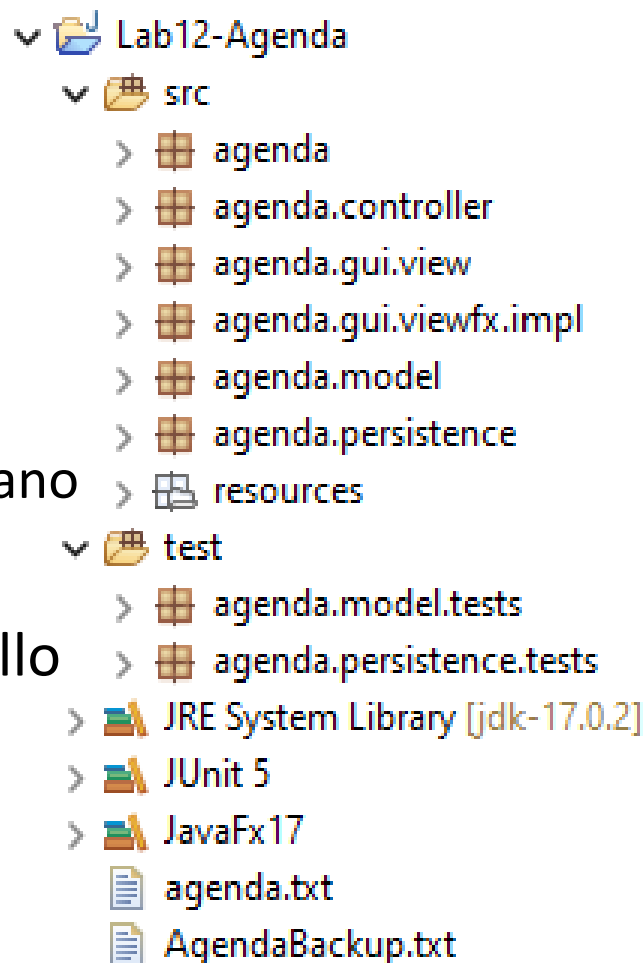 Lab12-Agenda
src
agenda
agenda.controller
agenda.gui.view
agenda.gui.viewfx.impl
agenda.model
agenda.persistence
ano
resources
test
agenda.model.tests
llo
agenda.persistence.tests
JRE System Library [jdk-17.0.2]
JUnit 5
JavaFx17
agenda.txt
AgendaBackup.txt